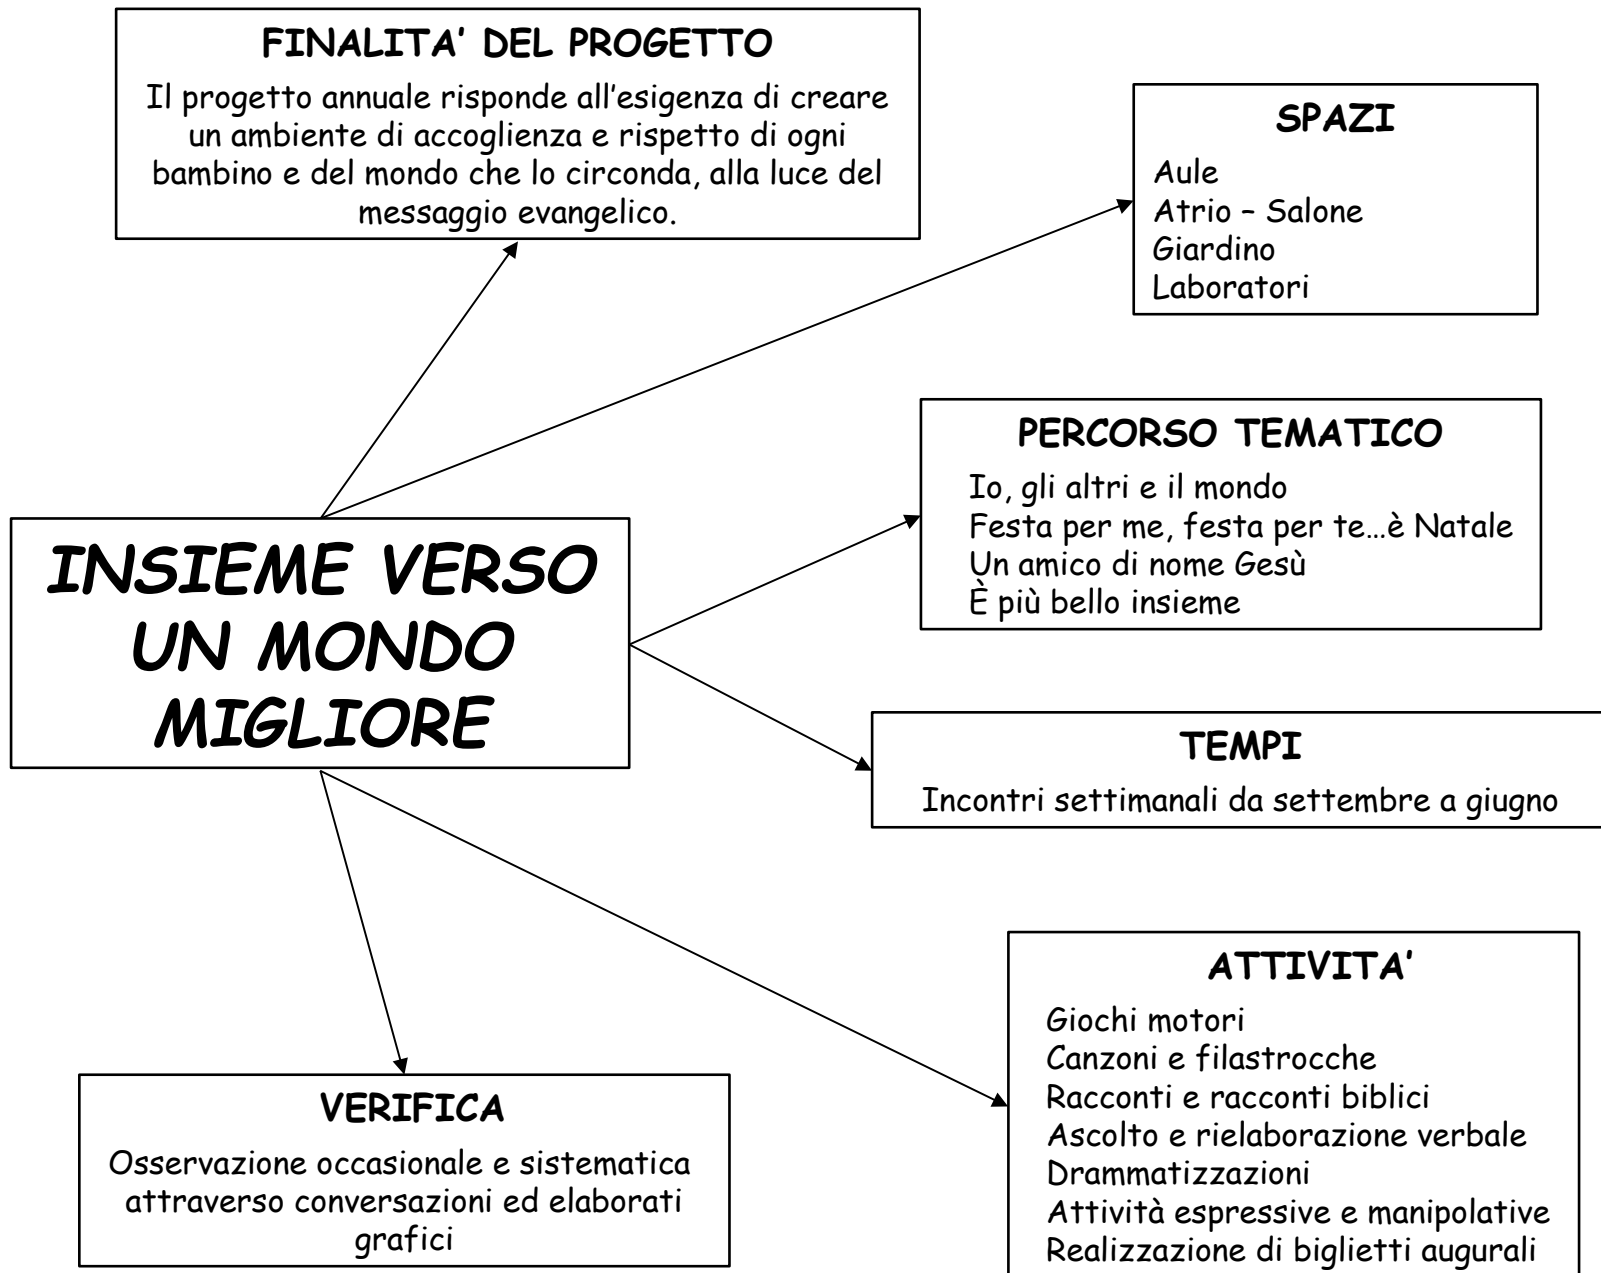 FINALITA’ DEL PROGETTO
Il progetto annuale risponde all’esigenza di creare
un ambiente di accoglienza e rispetto di ogni
bambino e del mondo che lo circonda, alla luce del
messaggio evangelico.
SPAZI
Aule
Atrio – Salone
Giardino
Laboratori
PERCORSO TEMATICO
Io, gli altri e il mondo
Festa per me, festa per te…è Natale
Un amico di nome Gesù
È più bello insieme
INSIEME VERSO
UN MONDO
MIGLIORE
TEMPI
Incontri settimanali da settembre a giugno
ATTIVITA’
Giochi motori
Canzoni e filastrocche
Racconti e racconti biblici
Ascolto e rielaborazione verbale
Drammatizzazioni
Attività espressive e manipolative
Realizzazione di biglietti augurali
VERIFICA
Osservazione occasionale e sistematica
attraverso conversazioni ed elaborati
grafici